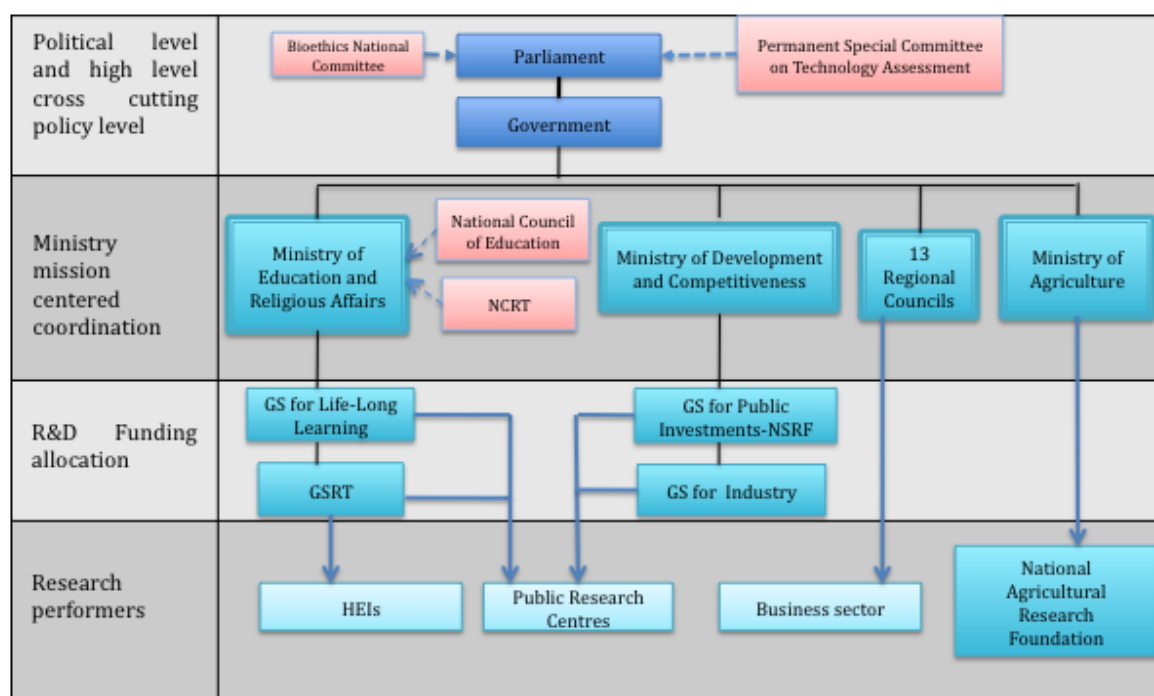 Political level
and high level
cross cutting
policy level
Bioethics National
Committee
Parliament
Permanent Special Committee
on Technology Assessment
Government
Ministry
mission
centered
coordination
Ministry of
Education and
Religious Affairs
National Council
of Education
NCRT
Ministry of Development
and Competitiveness
13
Regional
Councils
Ministry of
Agriculture
R&D Funding
allocation
GS for Life-Long
Learning
GSRT
GS for Public
Investments-NSRF
GS for Industry
Research
performers
HEIs
Public Research
Centres
Business sector
National
Agricultural
Research
Foundation